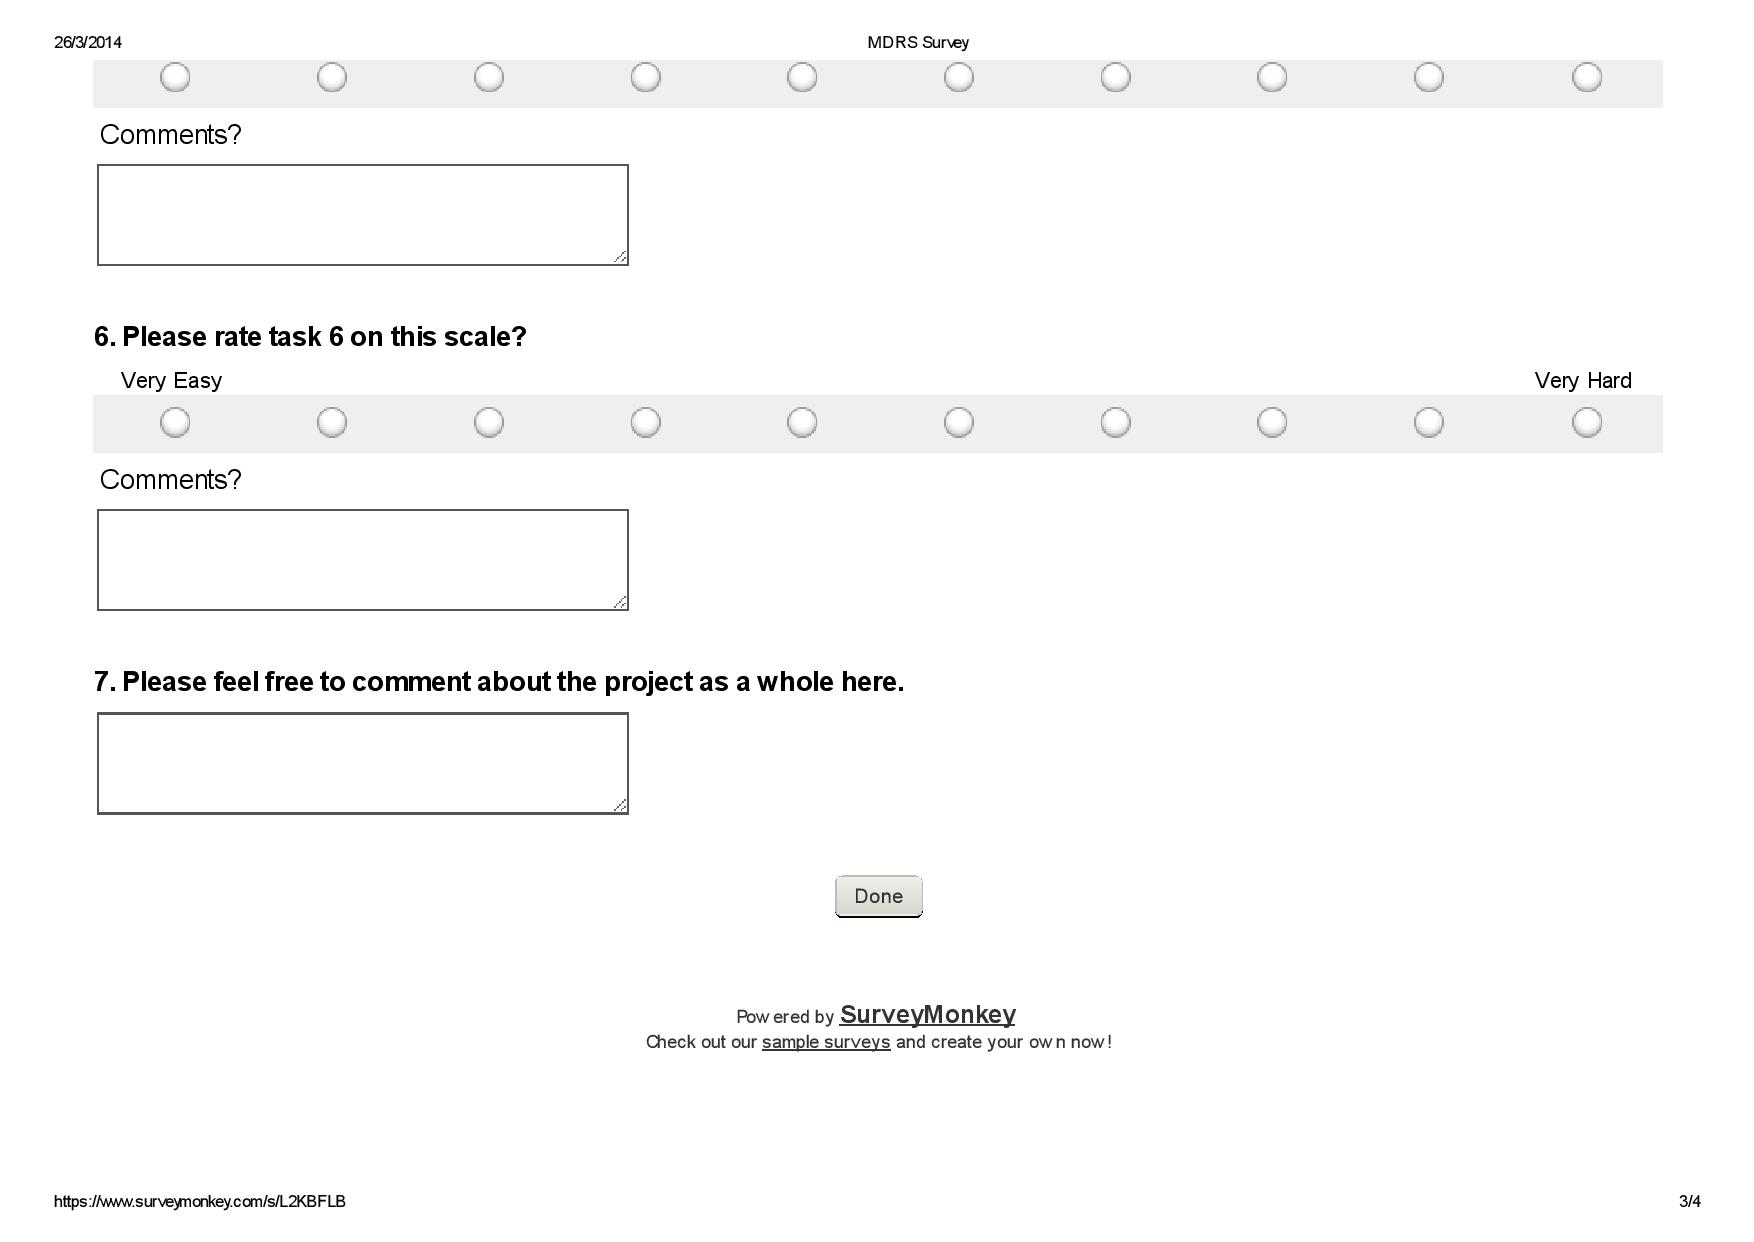 26/3/2014 MDRS Survey
Comments?
6. Please rate task 6 on this scale?
Very Easy Very Hard
Comments?
7. Please feel free to comment about the project as a whole here.
Done
Powered by SurveyMonkey
Check out our sample surveys and create your own now!
https://www.surveymonkey.com/s/L2KBFLB 3/4